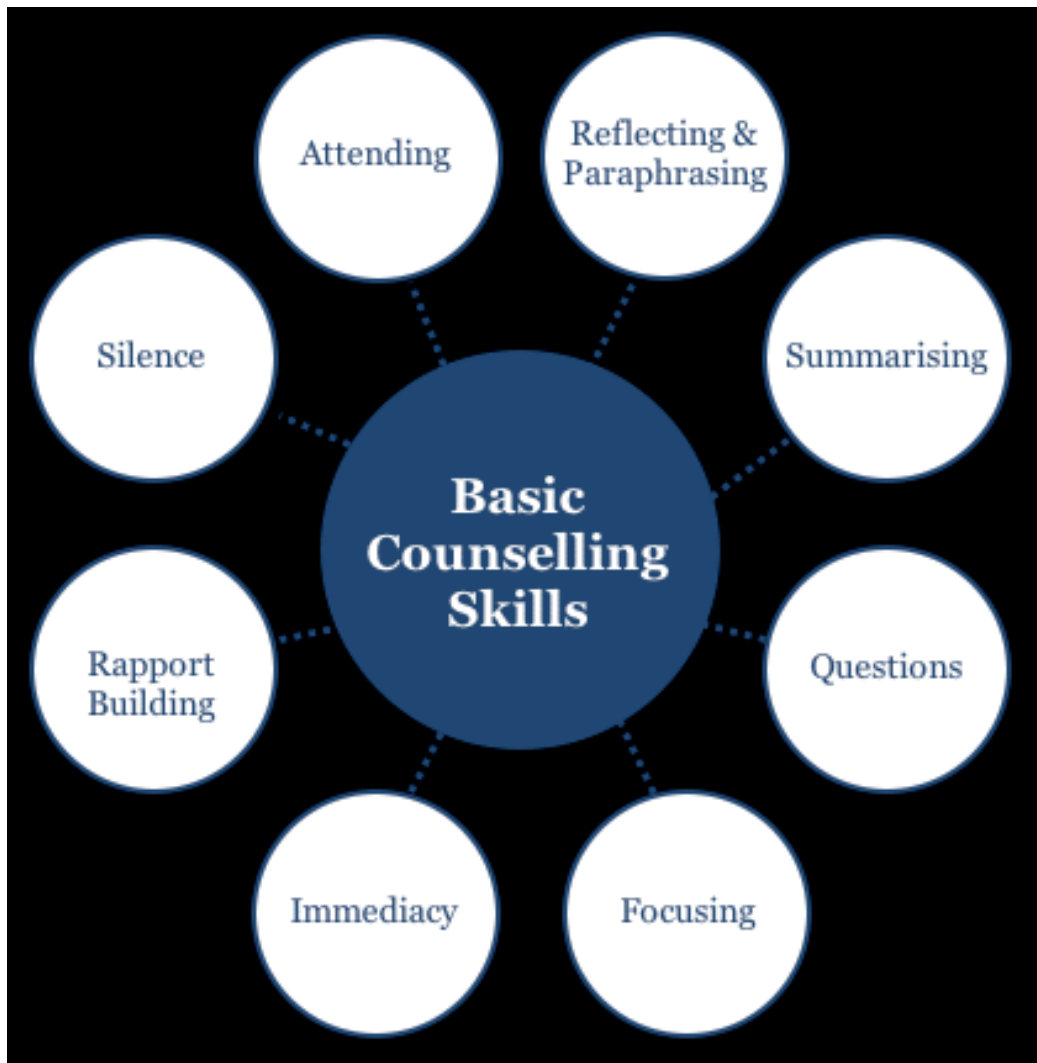 Attending
Reflecting &
Paraphrasing
Silence
Summarising
Basic
Counselling
Skills
Rapport
Building
Questions
Immediacy
Focusing